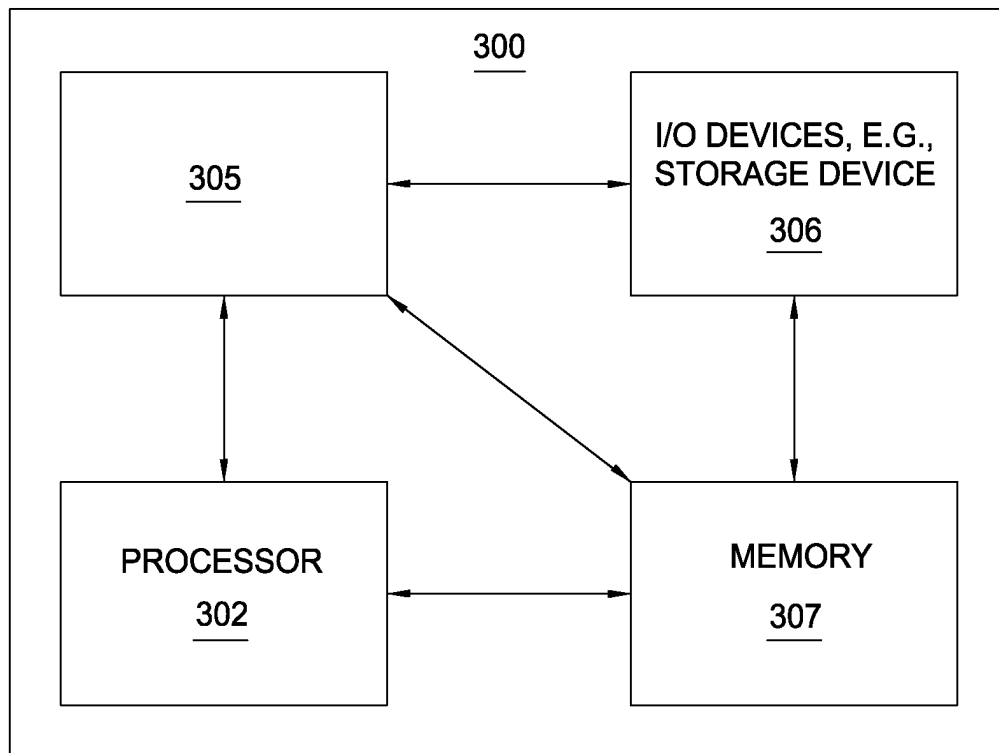 300
305
I/O DEVICES, E.G.,
STORAGE DEVICE
306
PROCESSOR
302
MEMORY
307